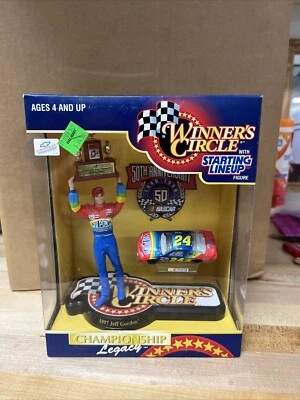 AGES 4 AND UP
WINNER'S
CIRCLE
WITH
STARTING
LINEUP
FIGURE
50TH ANNIVERSARY
50
NASCAR
24
WINNER'S
CIRCLE
1997 Jeff Gordon
CHAMPIONSHIP
Legacy